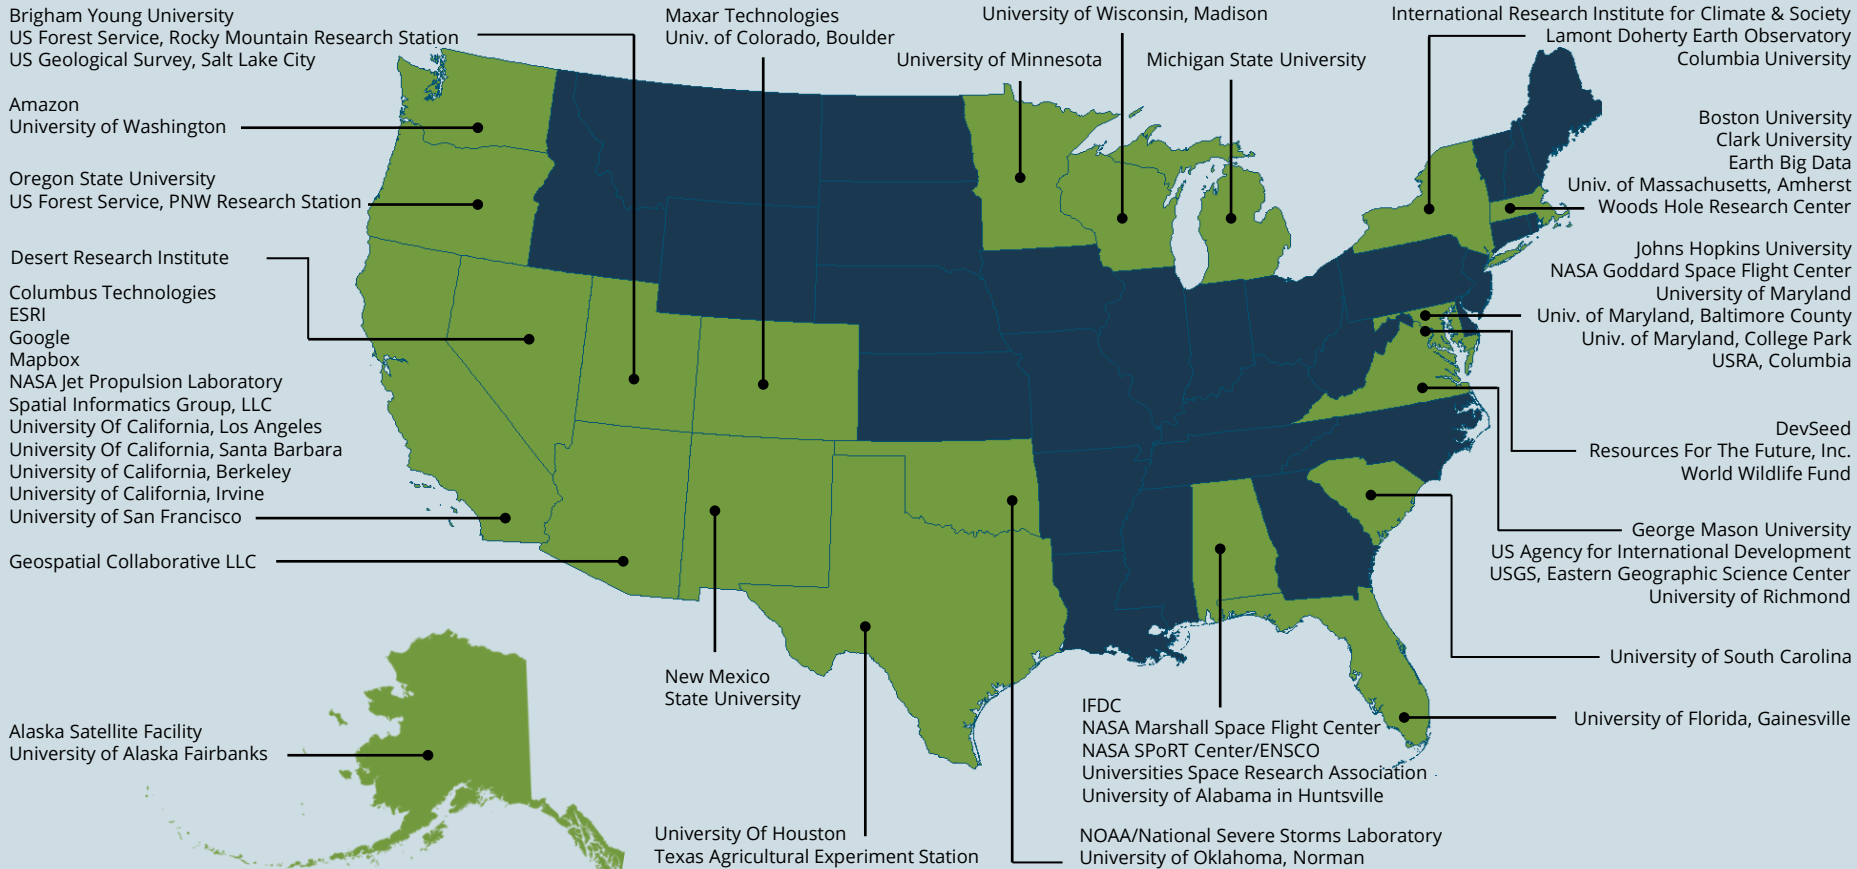 Brigham Young University
US Forest Service, Rocky Mountain Research Station
US Geological Survey, Salt Lake City
Maxar Technologies
Univ. of Colorado, Boulder
University of Wisconsin, Madison
University of Minnesota
Michigan State University
International Research Institute for Climate & Society
Lamont Doherty Earth Observatory
Columbia University
Amazon
University of Washington
Oregon State University
US Forest Service, PNW Research Station
Desert Research Institute
Columbus Technologies
ESRI
Google
Mapbox
NASA Jet Propulsion Laboratory
Spatial Informatics Group, LLC
University Of California, Los Angeles
University Of California, Santa Barbara
University of California, Berkeley
University of California, Irvine
University of San Francisco
Geospatial Collaborative LLC
Alaska Satellite Facility
University of Alaska Fairbanks
New Mexico
State University
University Of Houston
Texas Agricultural Experiment Station
IFDC
NASA Marshall Space Flight Center
NASA SPoRT Center/ENSCO
Universities Space Research Association
University of Alabama in Huntsville
NOAA/National Severe Storms Laboratory
University of Oklahoma, Norman
Boston University
Clark University
Earth Big Data
Univ. of Massachusetts, Amherst
Woods Hole Research Center
Johns Hopkins University
NASA Goddard Space Flight Center
University of Maryland
Univ. of Maryland, Baltimore County
Univ. of Maryland, College Park
USRA, Columbia
DevSeed
Resources For The Future, Inc.
World Wildlife Fund
George Mason University
US Agency for International Development
USGS, Eastern Geographic Science Center
University of Richmond
University of South Carolina
University of Florida, Gainesville